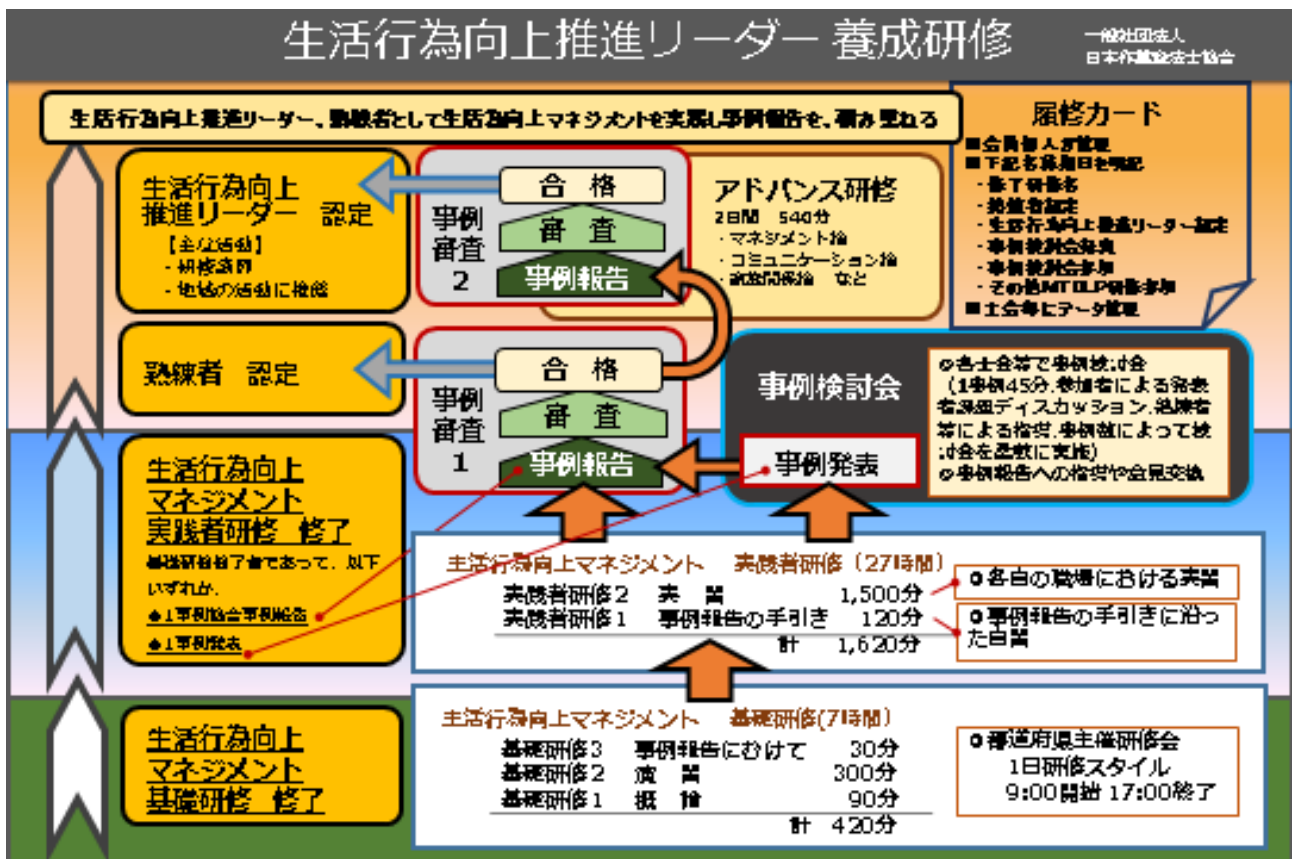 生活行為向上推進リーダー 養成研修
一般社団法人
日本作業療法士協会
生活行為向上推進リーダー、熟練者として生活行為向上マネジメントを実践し事例報告を、積み重ねる
履修カード
■会員個人が管理
■下記名称期日を明記
・修了研修名
・熟練者認定
・生活行為向上推進リーダー認定
・事例検討会発表
・事例検討会参加
・その他MTDLP研修参加
■士会毎にデータ管理
生活行為向上
推進リーダー 認定
【主な活動】
・研修講師
・地域の活動に推薦
事例
審査
2
合 格
審 査
事例報告
アドバンス研修
2日間 540分
・マネジメント論
・コミュニケーション論
・家族関係論 など
熟練者 認定
事例
審査
1
合 格
審 査
事例報告
事例検討会
事例発表
○各士会等で事例検討会
(1事例45分.参加者による発表
者
ディスカッション.熟練者
等による指導.事例数によって検
討会を柔軟に実施)
○事例報告への指導や意見交換
生活行為向上
マネジメント
実践者研修 修了
基礎研修修了者であって、以下
いずれか.
●1事例協会事例報告
●1事例発表
生活行為向上マネジメント 実践者研修(27時間)
実践者研修2 実 習 1,500分
実践者研修1 事例報告の手引き 120分
計 1,620分
○各自の職場における実習
○事例報告の手引きに沿っ
た自習
生活行為向上
マネジメント
基礎研修 修了
生活行為向上マネジメント 基礎研修(7時間)
基礎研修3 事例報告にむけて 30分
基礎研修2 演 習 300分
基礎研修1 概 論 90分
計 420分
○都道府県主催研修会
1日研修スタイル
9:00開始 17:00終了